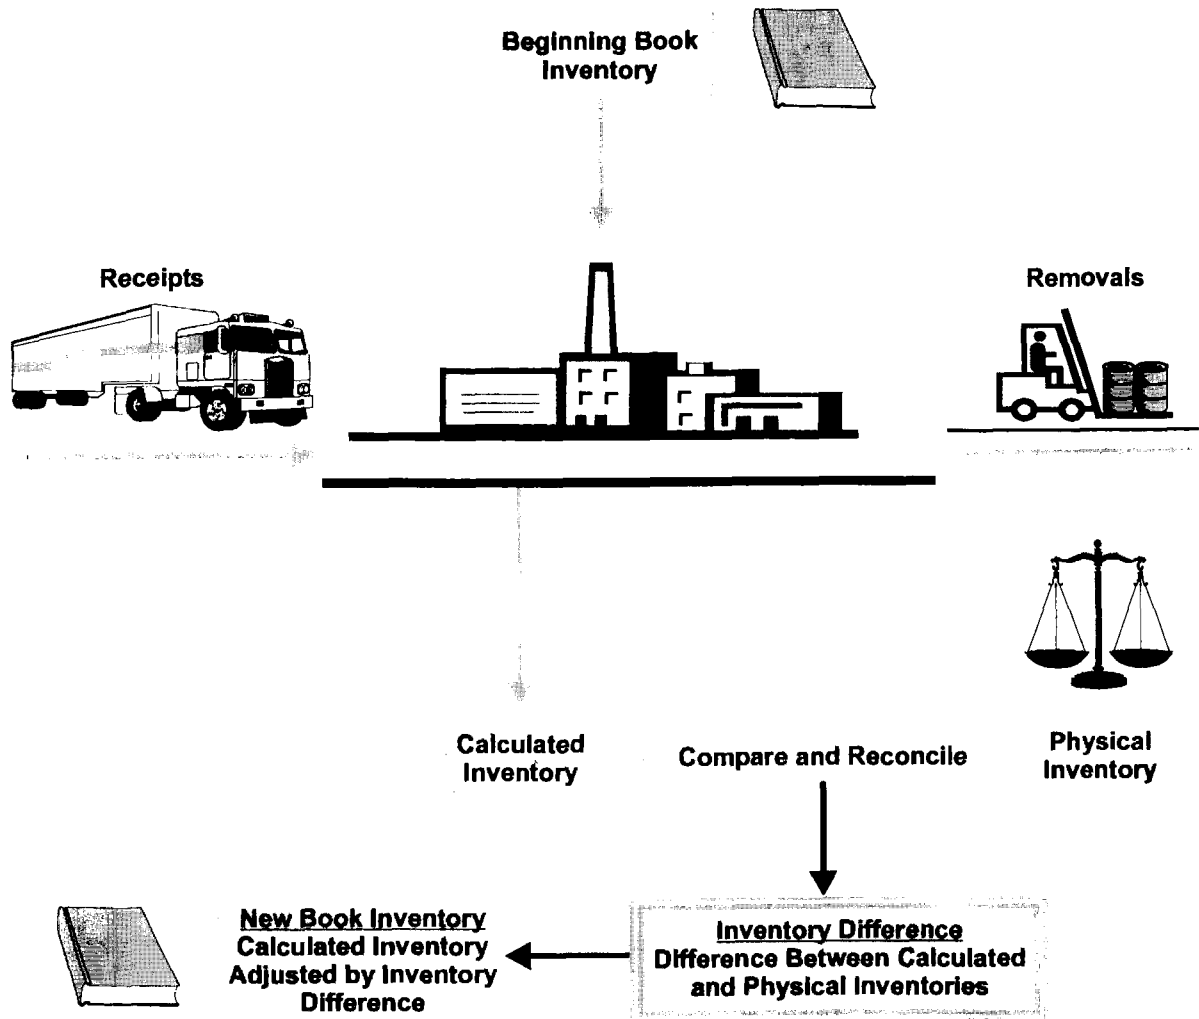 Beginning Book
Inventory
Receipts
Removals
Calculated
Inventory
Compare and Reconcile
Physical
Inventory
New Book Inventory
Calculated Inventory
Adjusted by Inventory
Difference
Inventory Difference
Difference Between Calculated
and Physical Inventories